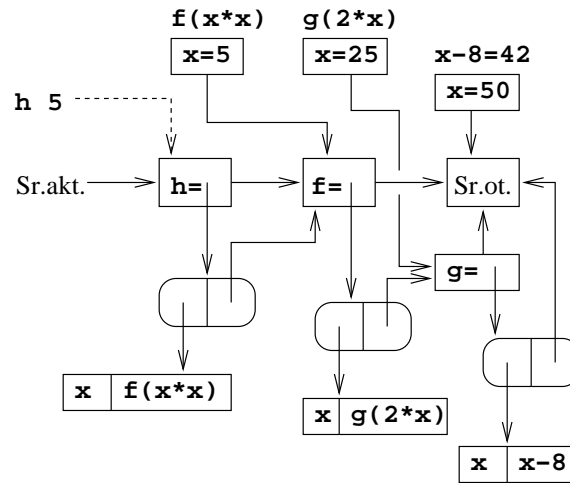 f(x*x) g(2*x)
x=5 x=25 x-8=42
x=50
h 5
Sr.akt. h= f= Sr.ot.
g=
x f(x*x)
x g(2*x)
x x-8